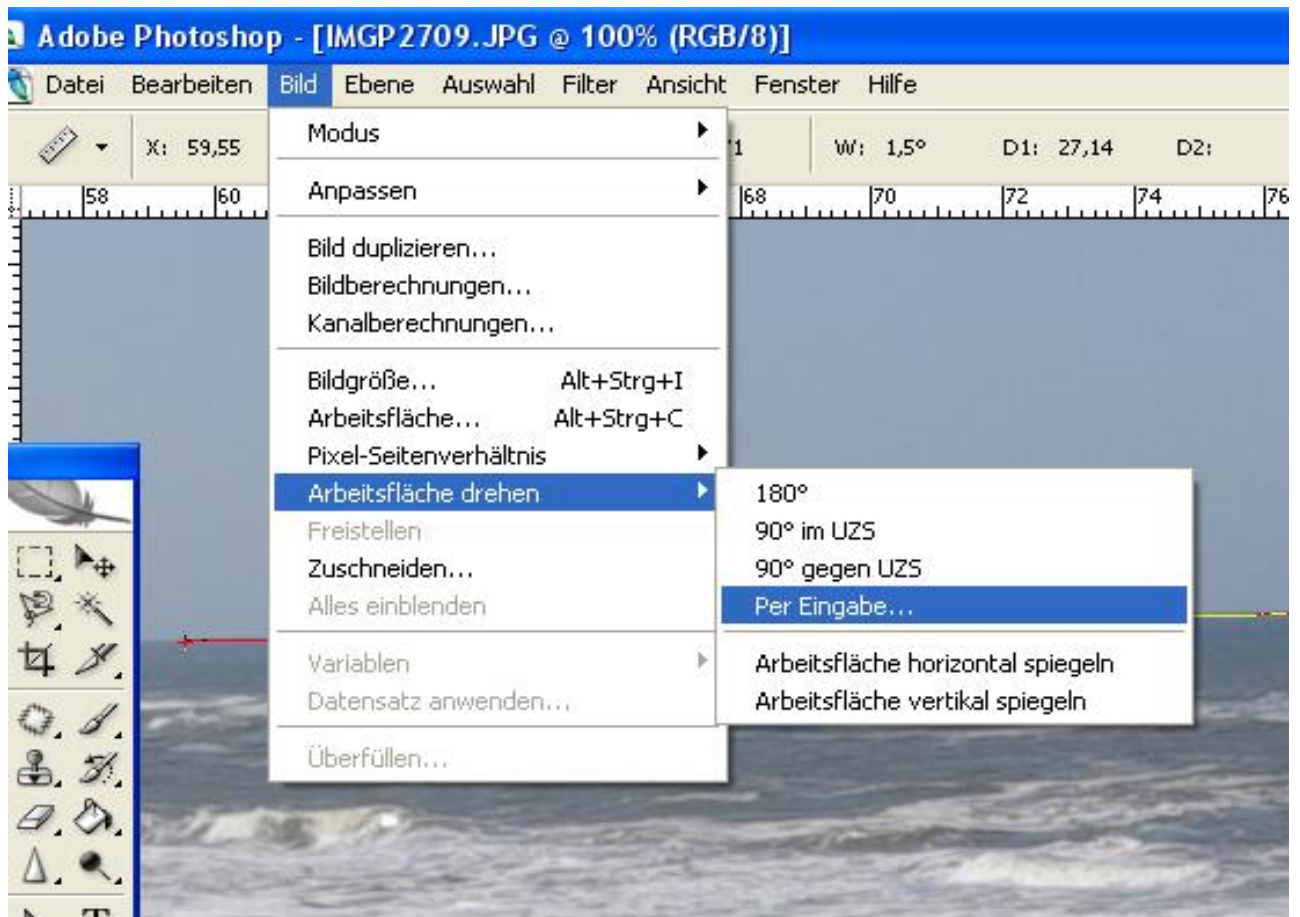 Adobe Photoshop - [IMGP2709.JPG @ 100% (RGB/8)]
Datei Bearbeiten Bild Ebene Auswahl Filter Ansicht Fenster Hilfe
X: 59,55 W: 1,5° D1: 27,14 D2:
58 60 68 70 72 74 76
Modus
Anpassen
Bild duplizieren...
Bildberechnungen...
Kanalberechnungen...
Bildgröße... Alt+Strg+I
Arbeitsfläche... Alt+Strg+C
Pixel-Seitenverhältnis
Arbeitsfläche drehen
Freistellen
Zuschneiden...
Alles einblenden
Variablen
Datensatz anwenden...
Überfüllen...
180°
90° im UZS
90° gegen UZS
Per Eingabe...
Arbeitsfläche horizontal spiegeln
Arbeitsfläche vertikal spiegeln